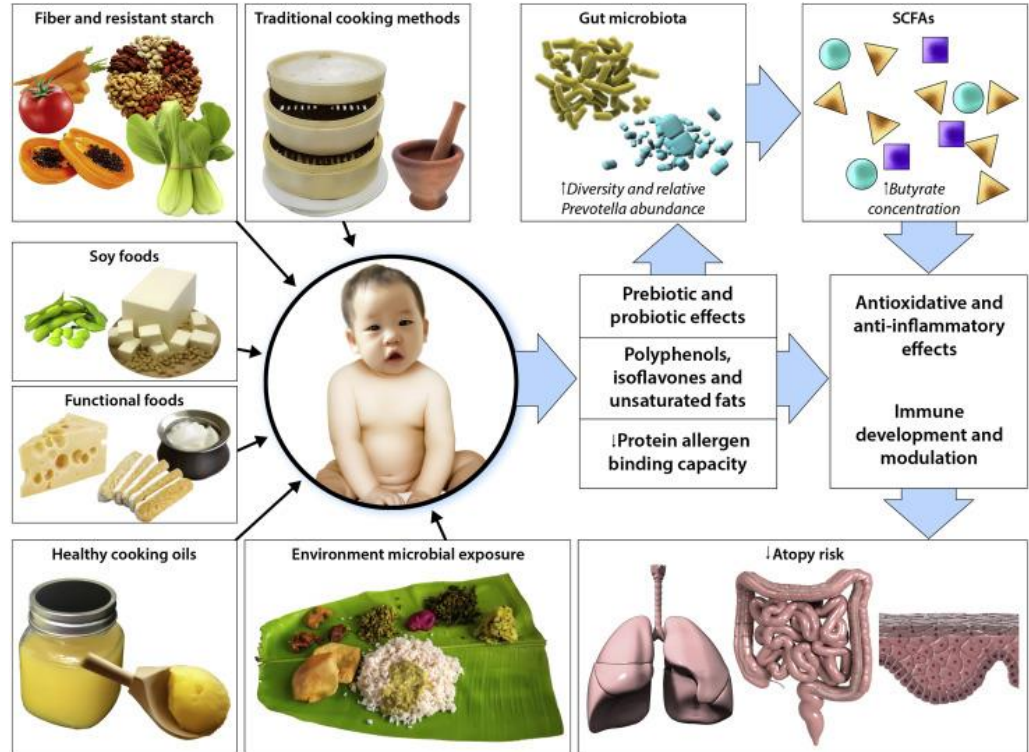 Fiber and resistant starch
Traditional cooking methods
Gut microbiota
↑Diversity and relative
Prevotella abundance
SCFAs
↑Butyrate
concentration
Soy foods
Functional foods
Prebiotic and
probiotic effects
Polyphenols,
isoflavones and
unsaturated fats
↓Protein allergen
binding capacity
Antioxidative and
anti-inflammatory
effects
Immune
development and
modulation
Healthy cooking oils
Environment microbial exposure
↓Atopy risk